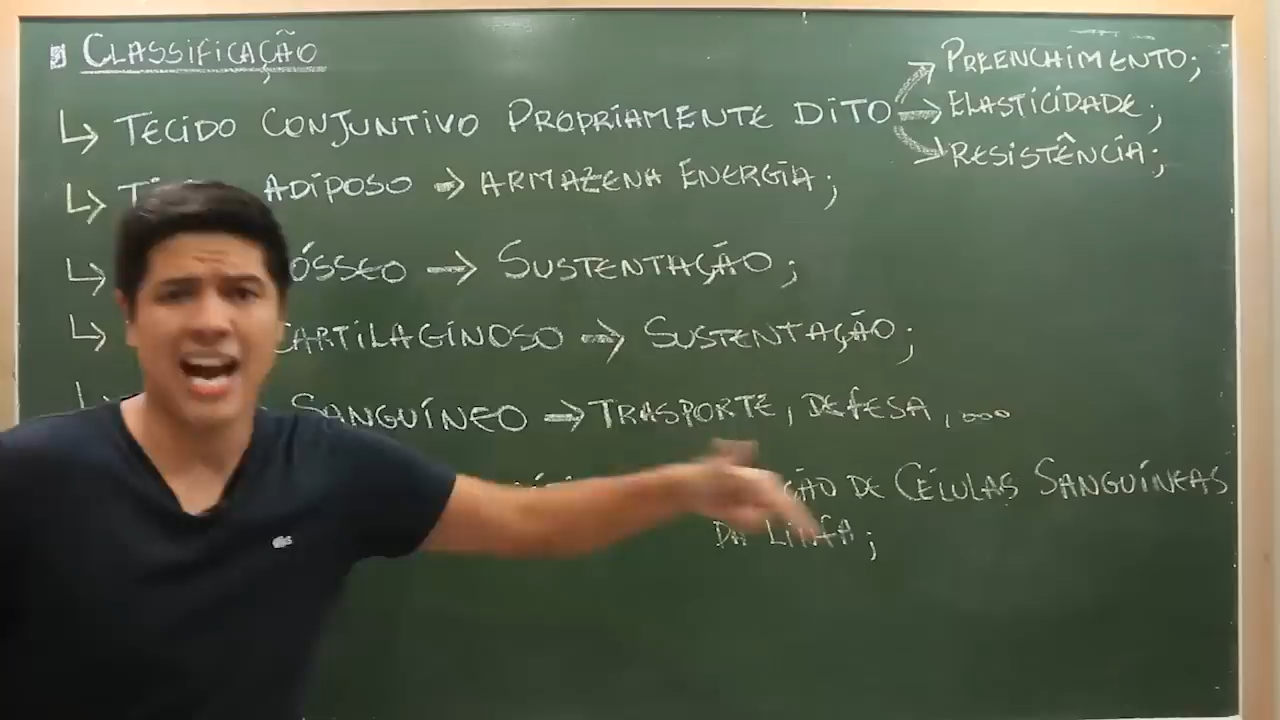 CLASSIFICAÇÃO
PREENCHIMENTO;
TECIDO CONJUNTIVO PROPRIAMENTE DITO
ELASTICIDADE;
RESISTÊNCIA;
ADIPOSO → ARMAZENA ENERGIA;
ÓSSEO → SUSTENTAÇÃO;
CARTILAGINOSO → SUSTENTAÇÃO;
SANGUÍNEO → TRASPORTE, DEFESA, ...
DE CÉLULAS SANGUÍNEAS
DA LINFA;